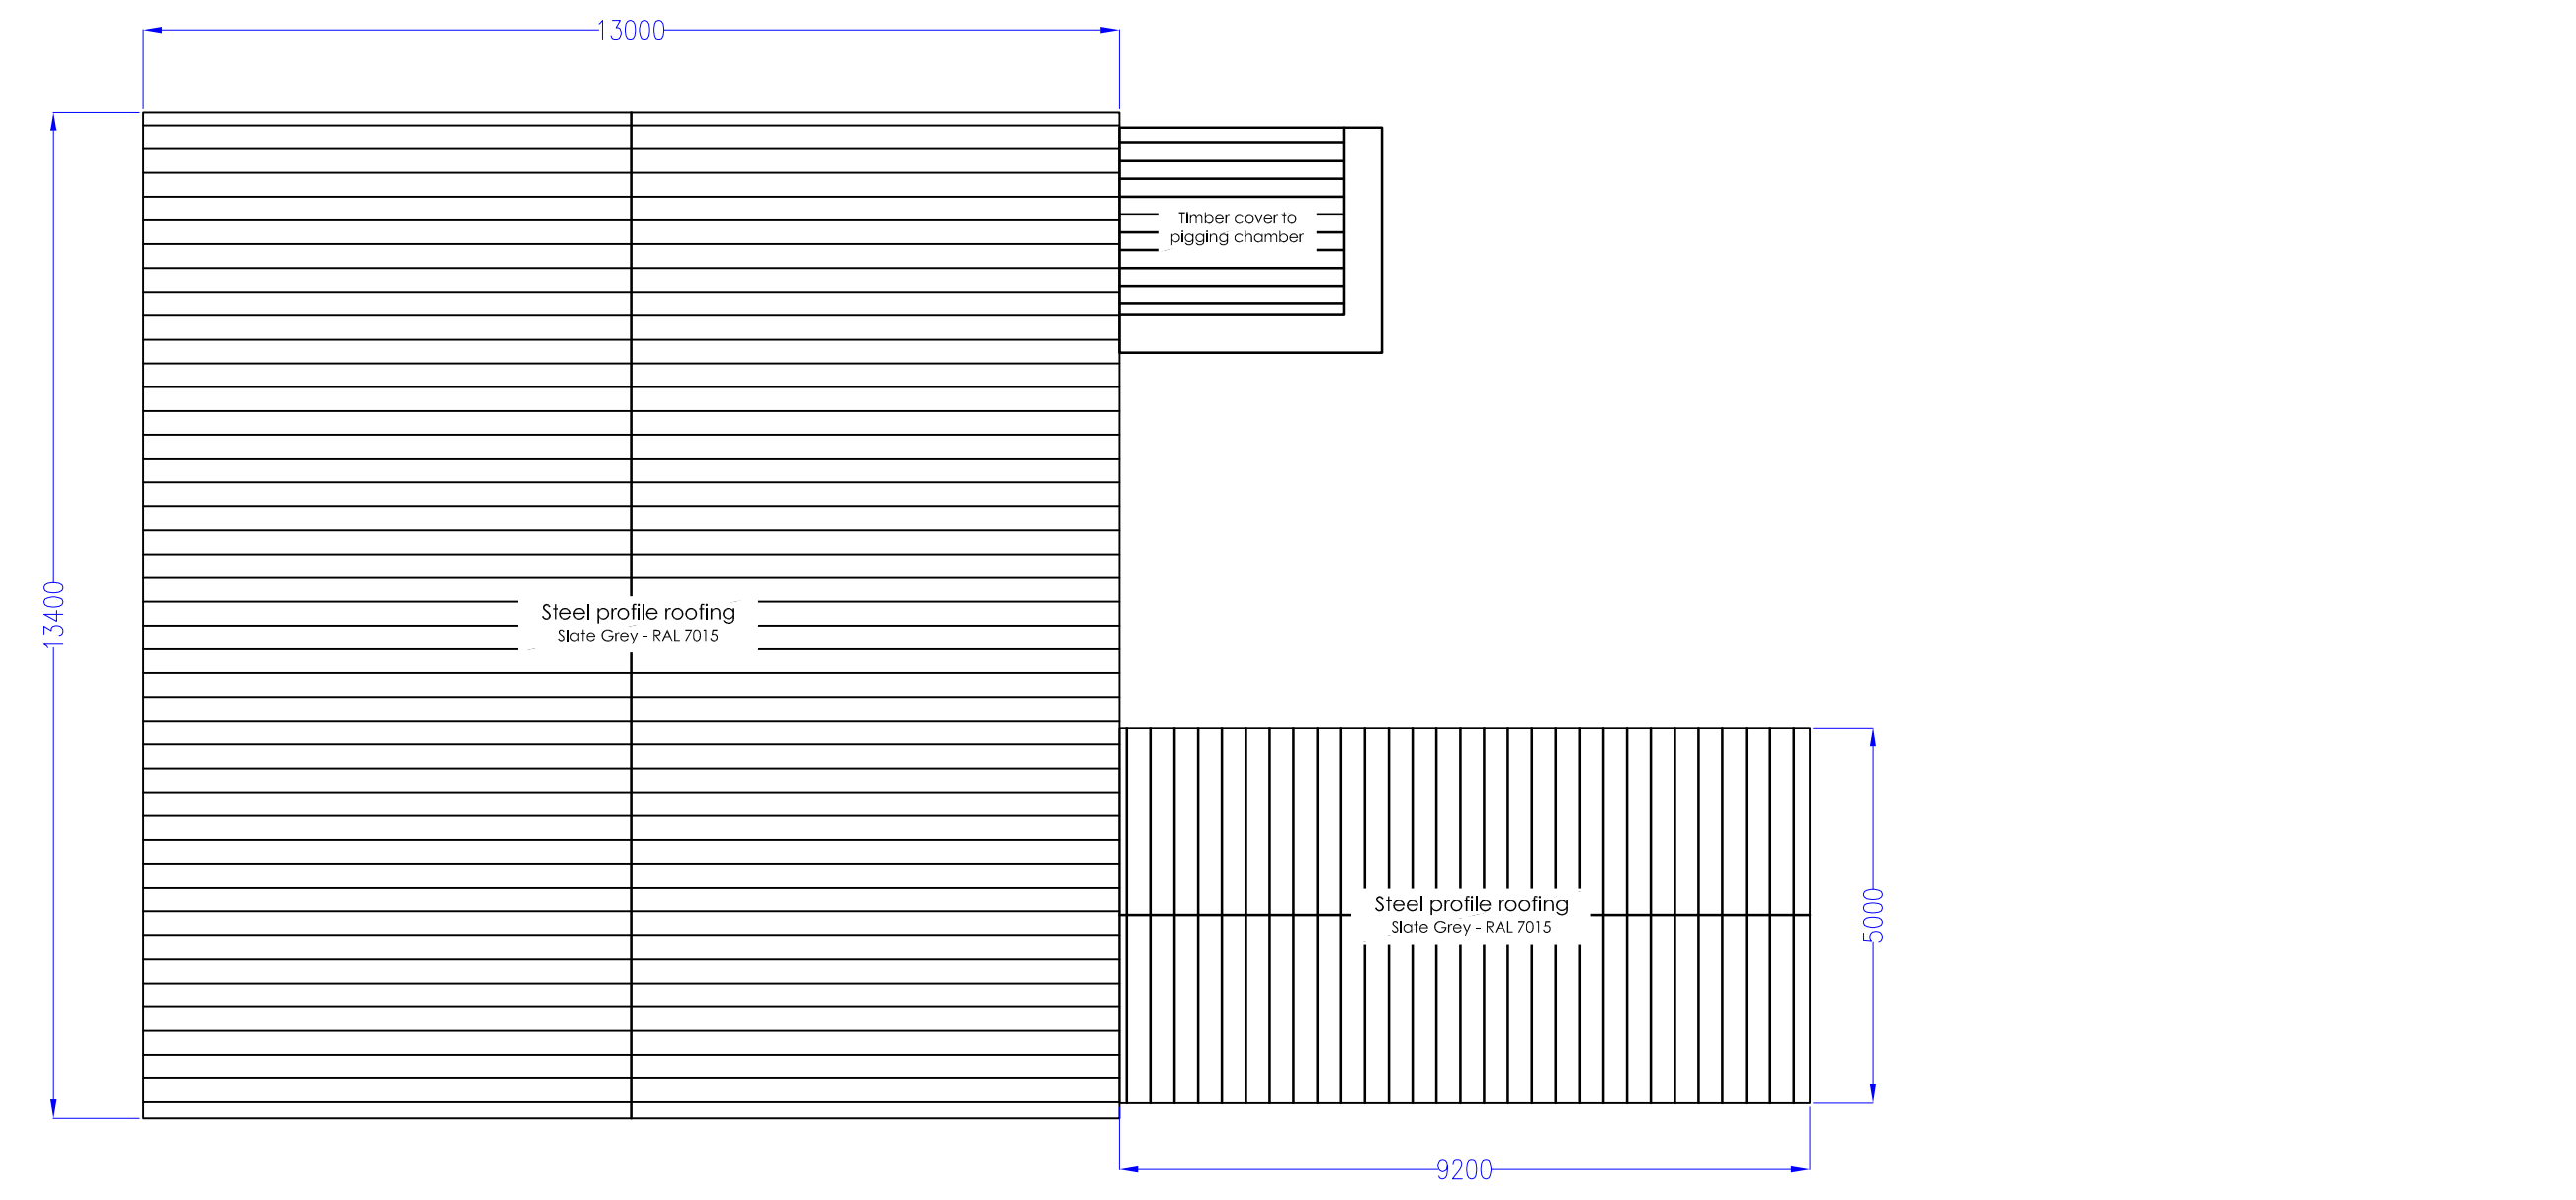 13000
Timber cover to
pigging chamber
13400
Steel profile roofing
Slate Grey - RAL 7015
Steel profile roofing
Slate Grey - RAL 7015
5000
9200